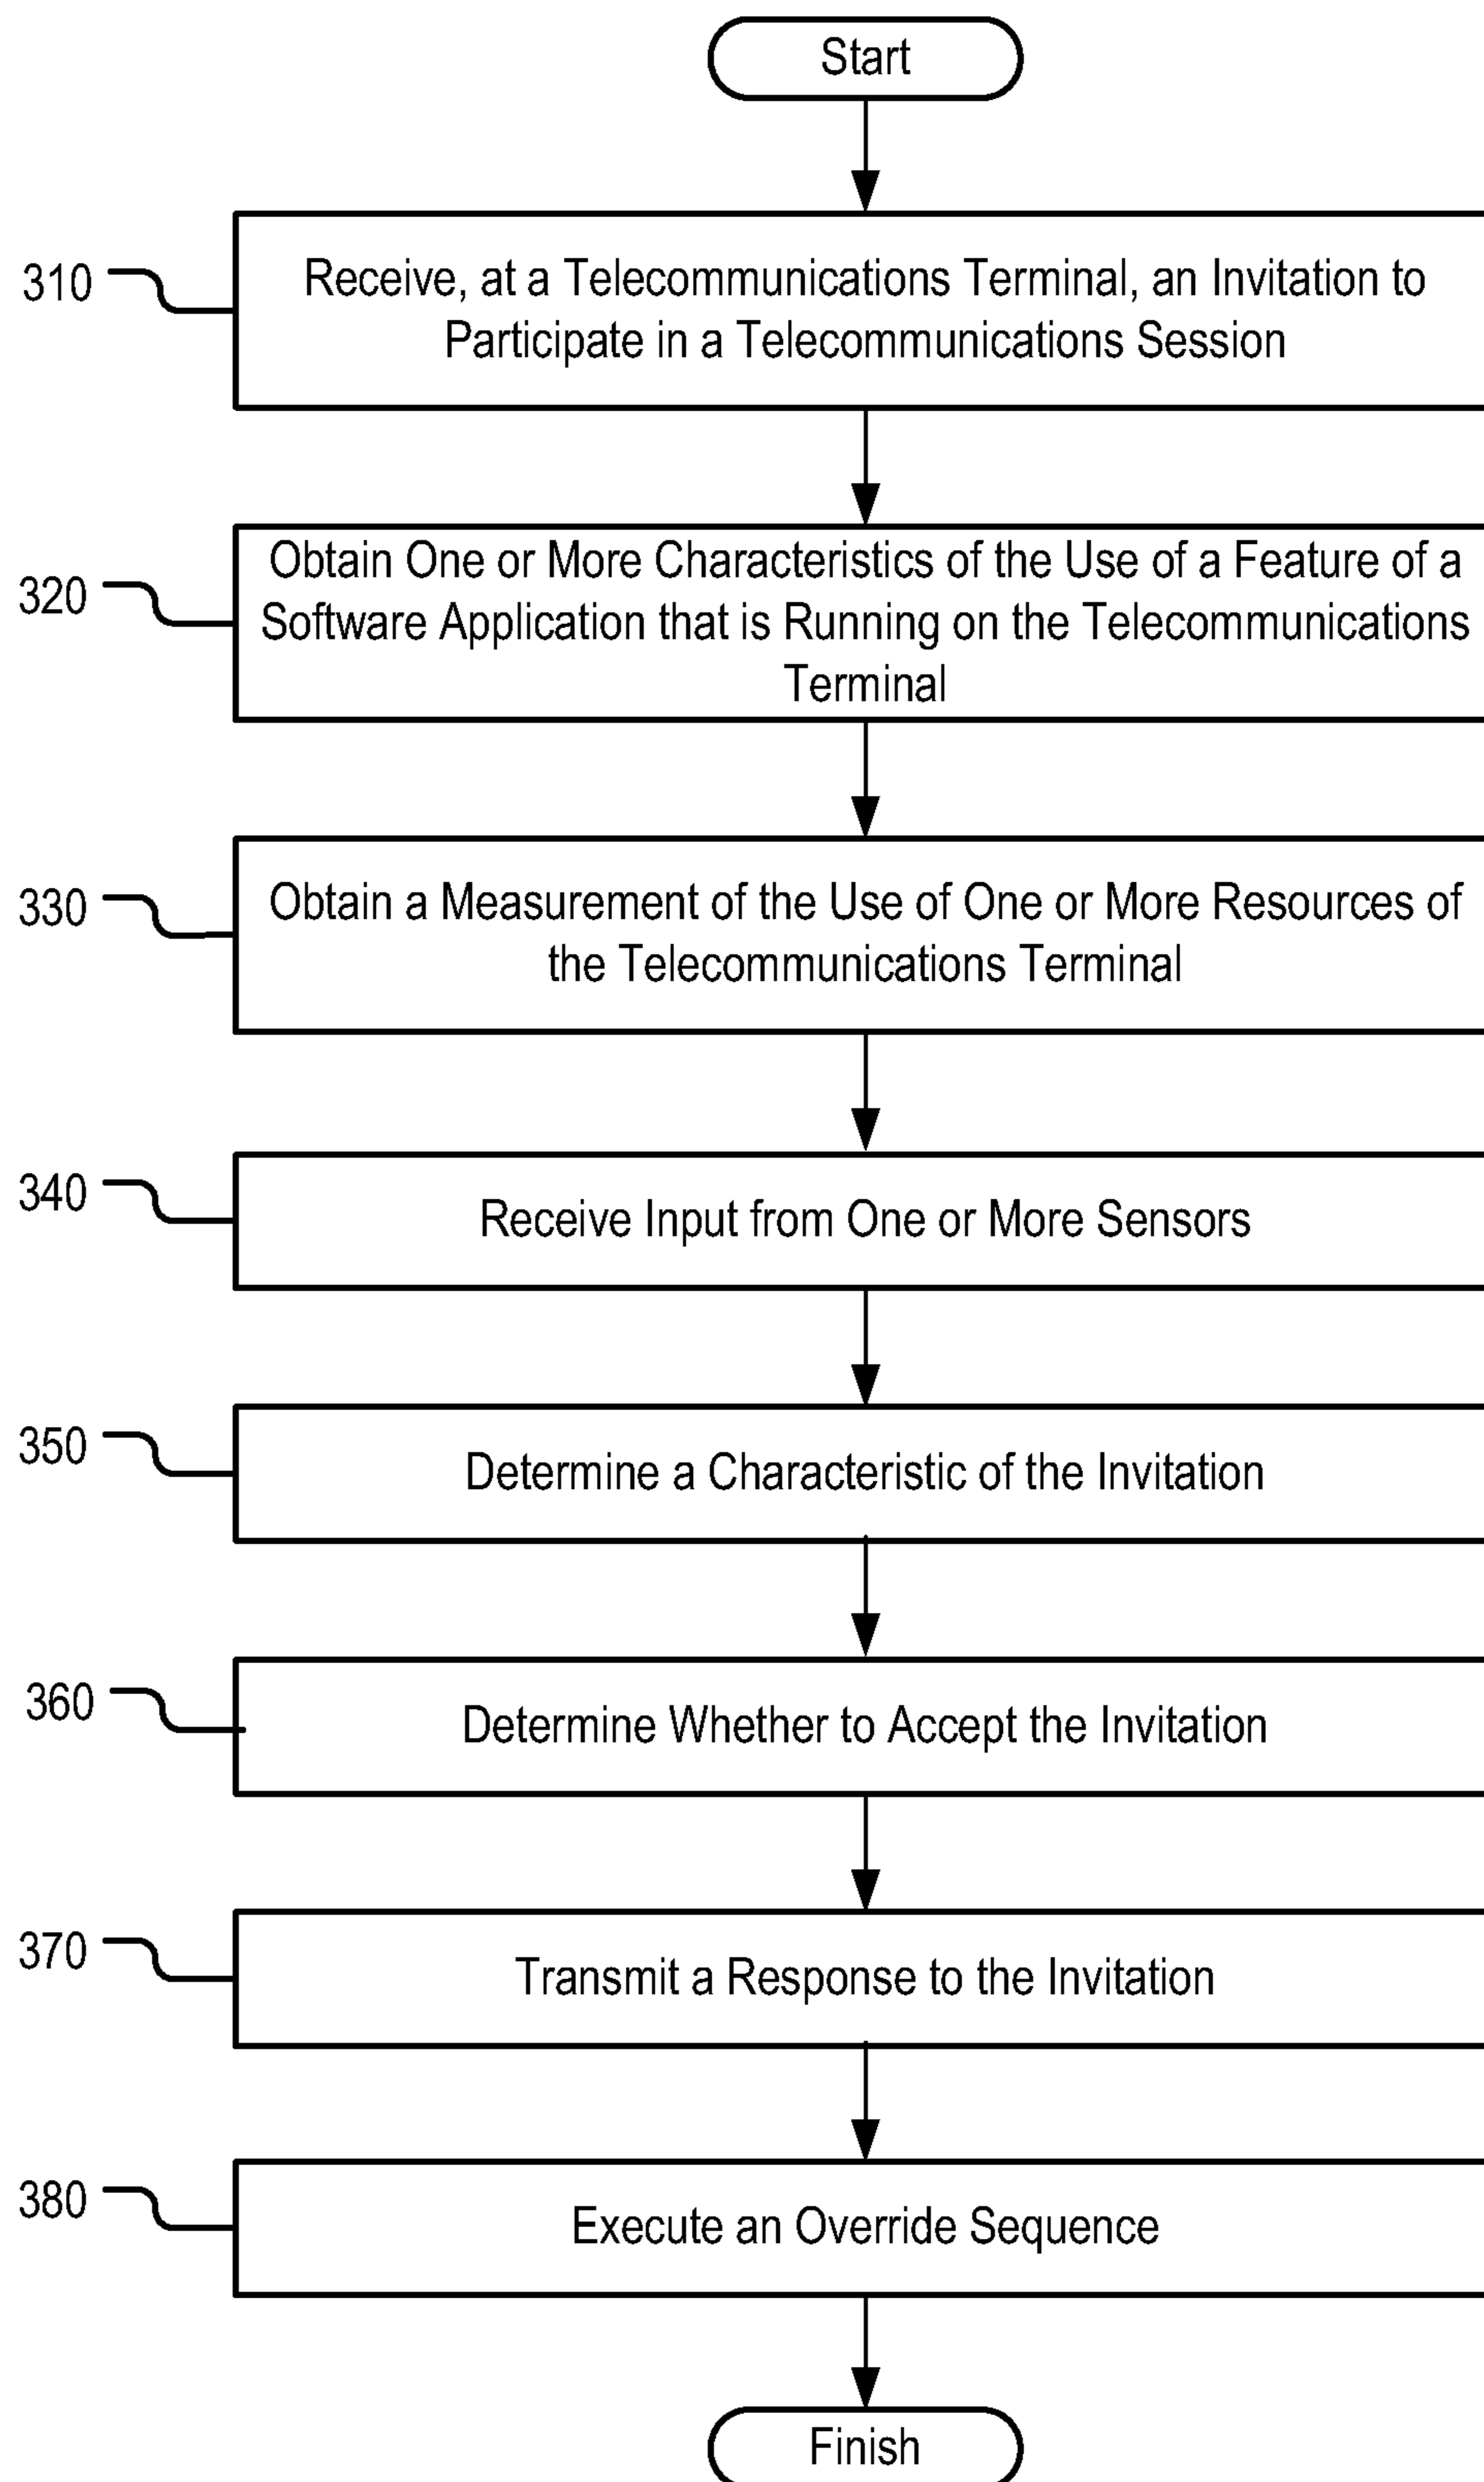 Start
310
Receive, at a Telecommunications Terminal, an Invitation to
Participate in a Telecommunications Session
320
Obtain One or More Characteristics of the Use of a Feature of a
Software Application that is Running on the Telecommunications
Terminal
330
Obtain a Measurement of the Use of One or More Resources of
the Telecommunications Terminal
340
Receive Input from One or More Sensors
350
Determine a Characteristic of the Invitation
360
Determine Whether to Accept the Invitation
370
Transmit a Response to the Invitation
380
Execute an Override Sequence
Finish